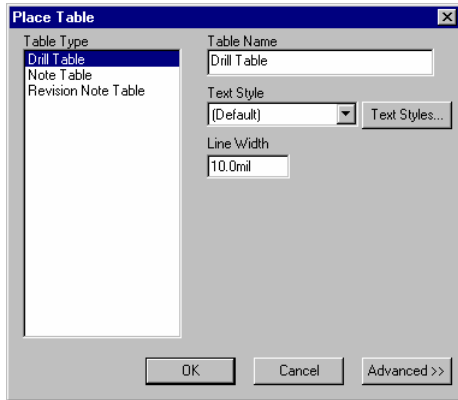 Place Table
Table Type
Drill Table
Note Table
Revision Note Table
Table Name
Drill Table
Text Style
(Default)
Text Styles...
Line Width
10.0mil
OK
Cancel
Advanced >>